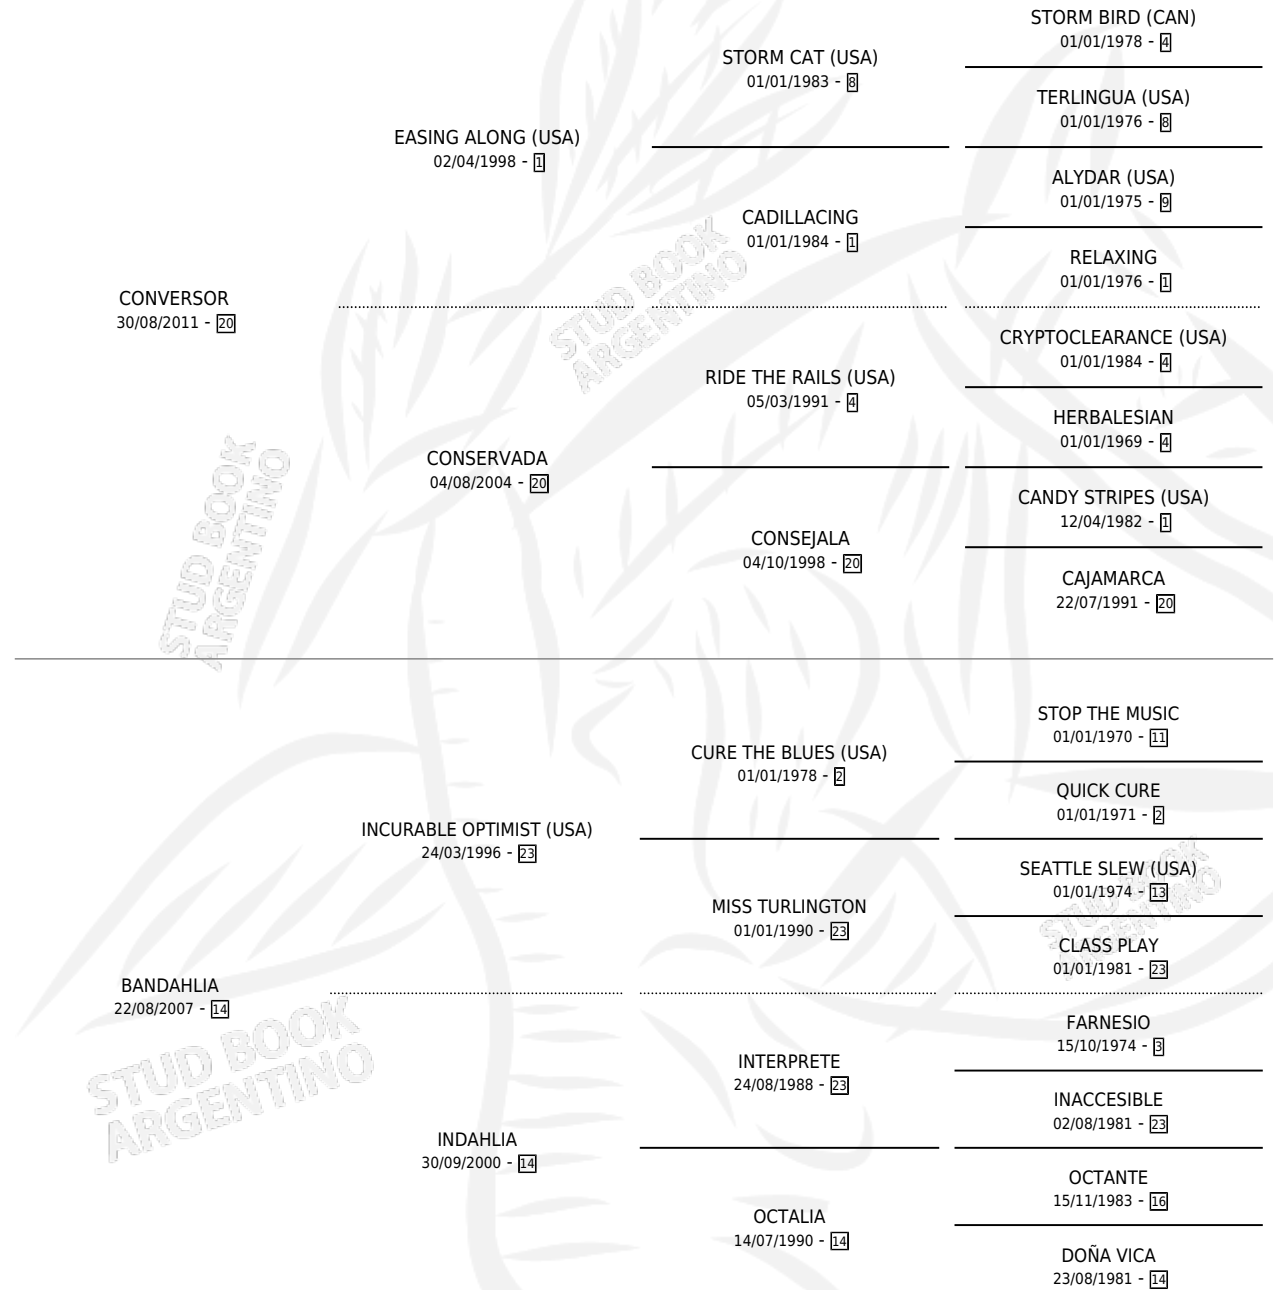 STORM BIRD (CAN)
01/01/1978 - 4
STORM CAT (USA)
01/01/1983 - 8
TERLINGUA (USA)
01/01/1976 - 8
EASING ALONG (USA)
02/04/1998 - 1
ALYDAR (USA)
01/01/1975 - 9
CADILLACING
01/01/1984 - 1
RELAXING
01/01/1976 - 1
CONVERSOR
30/08/2011 - 20
CRYPTOCLEARANCE (USA)
01/01/1984 - 4
RIDE THE RAILS (USA)
05/03/1991 - 4
HERBALESIAN
01/01/1969 - 4
CONSERVADA
04/08/2004 - 20
CANDY STRIPES (USA)
12/04/1982 - 1
CONSEJALA
04/10/1998 - 20
CAJAMARCA
22/07/1991 - 20
STOP THE MUSIC
01/01/1970 - 11
CURE THE BLUES (USA)
01/01/1978 - 2
QUICK CURE
01/01/1971 - 2
INCURABLE OPTIMIST (USA)
24/03/1996 - 23
SEATTLE SLEW (USA)
01/01/1974 - 13
MISS TURLINGTON
01/01/1990 - 23
CLASS PLAY
01/01/1981 - 23
BANDAHLIA
22/08/2007 - 14
FARNESIO
15/10/1974 - 3
INTERPRETE
24/08/1988 - 23
INACCESIBLE
02/08/1981 - 23
INDAHLIA
30/09/2000 - 14
OCTANTE
15/11/1983 - 16
OCTALIA
14/07/1990 - 14
DOÑA VICA
23/08/1981 - 14
STUD BOOK
ARGENTINO
STUD BOOK
ARGENTINO
STUD BOOK
ARGENTINO
STUD BOOK
ARGENTINO